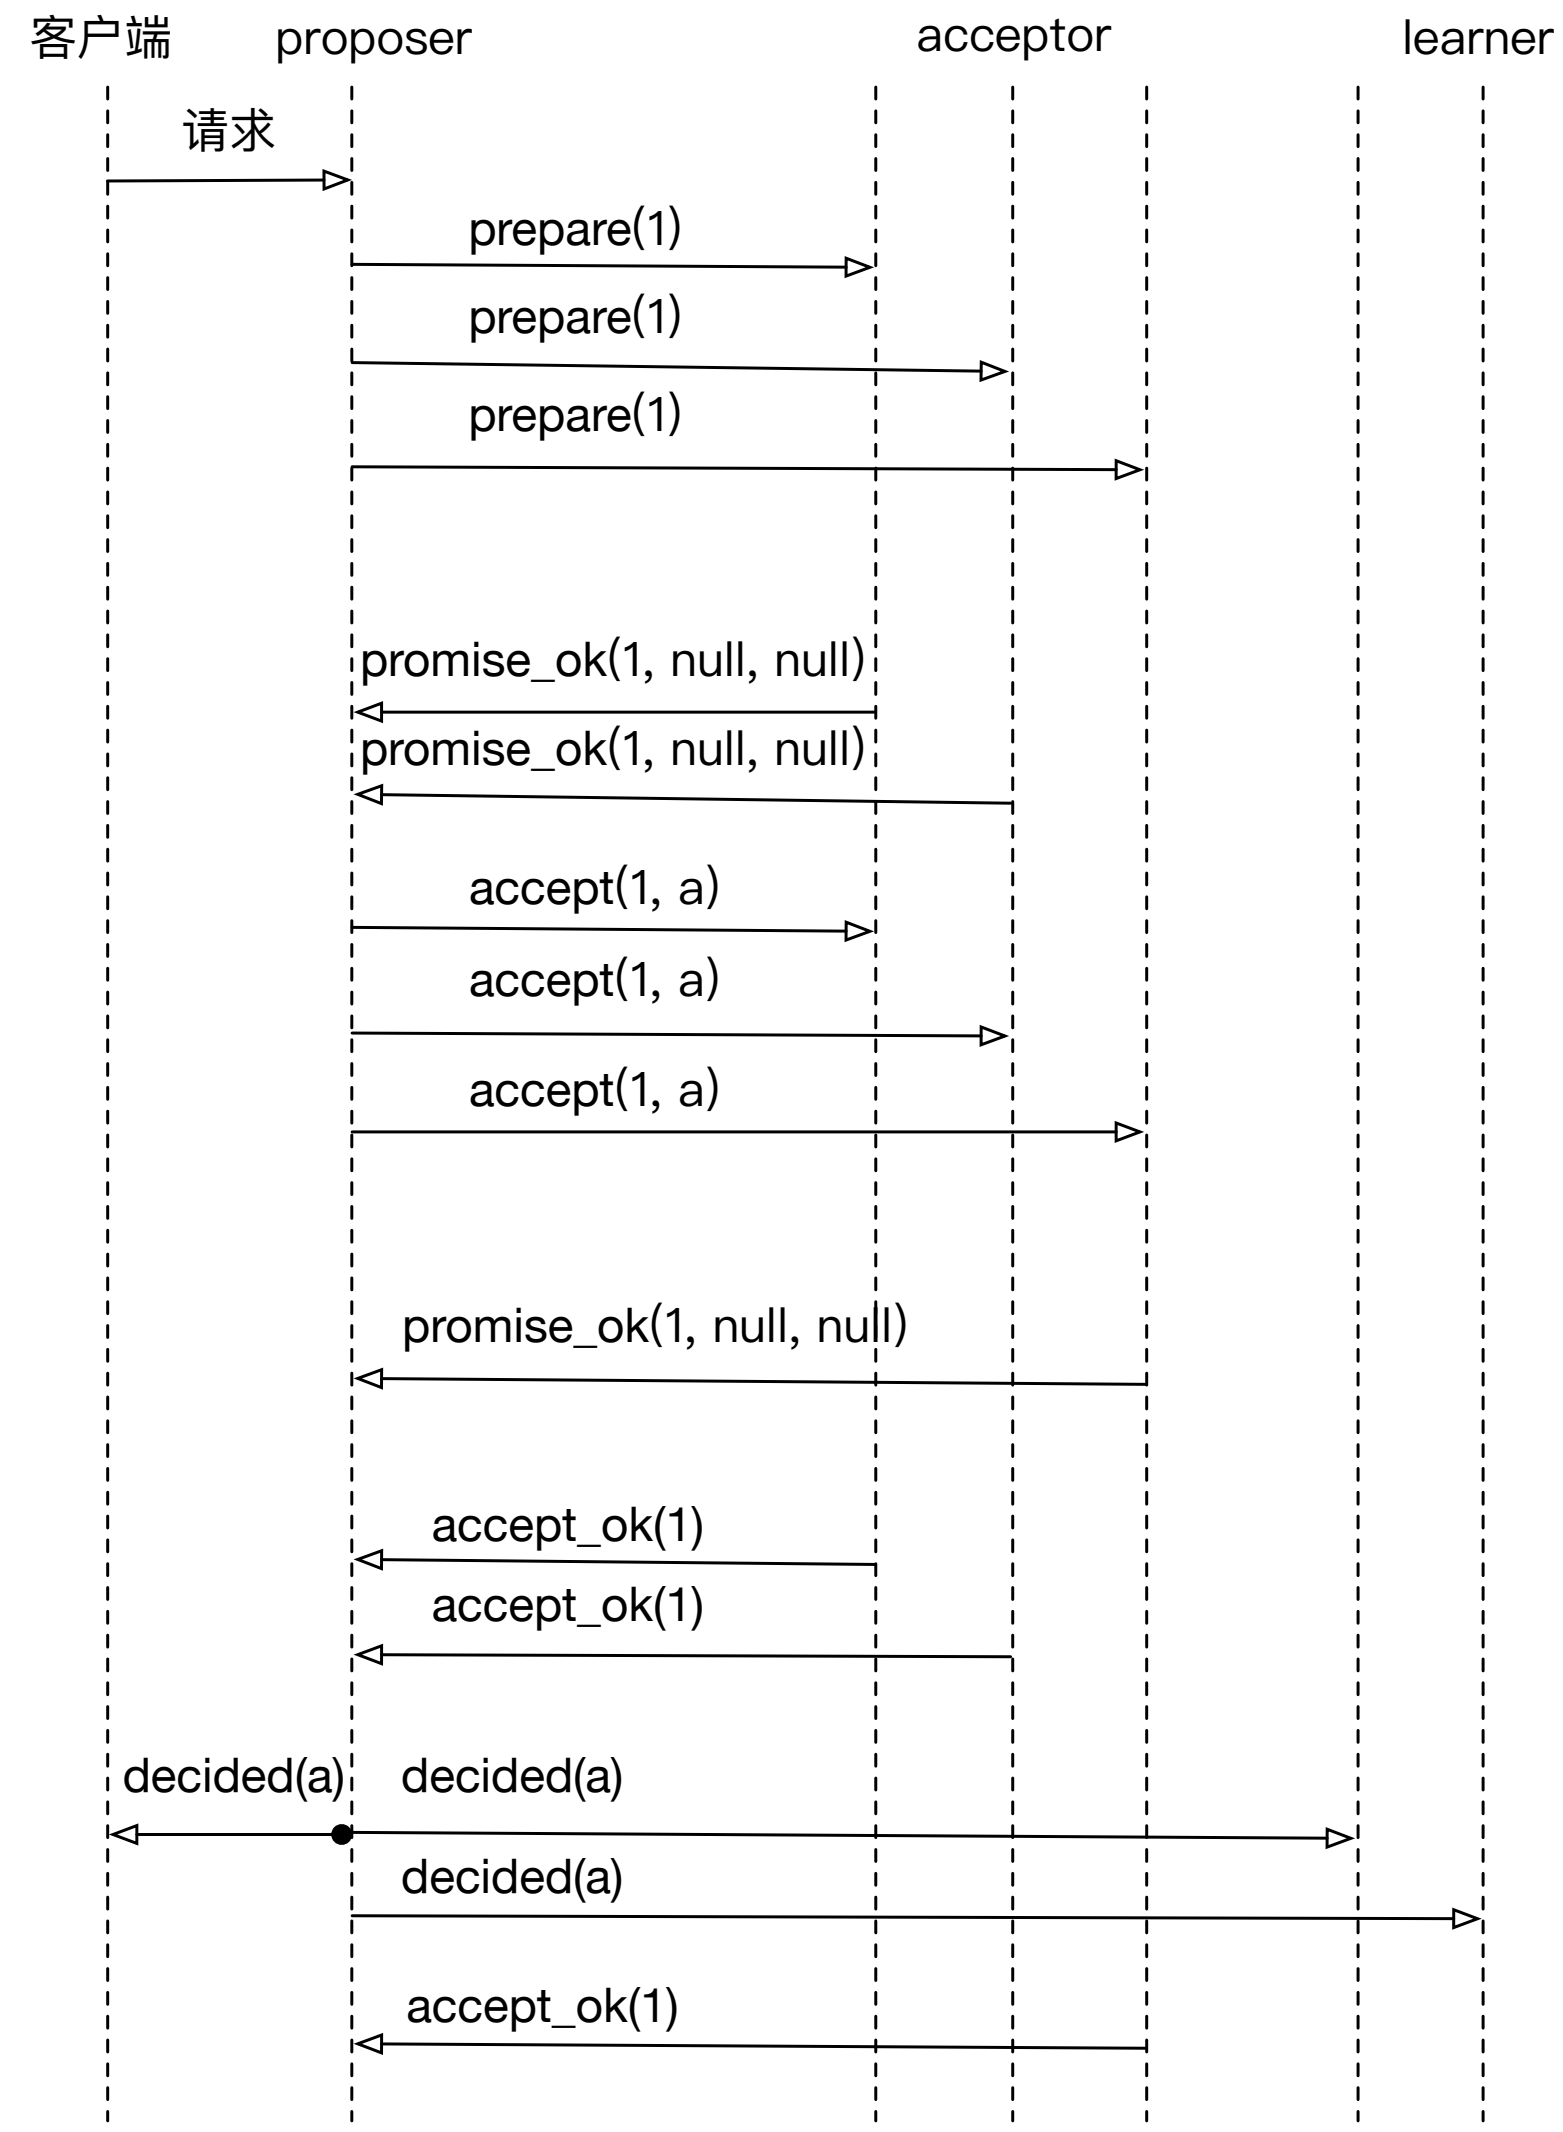 客户端 proposer acceptor learner
请求
prepare(1)
prepare(1)
prepare(1)
promise_ok(1, null, null)
promise_ok(1, null, null)
accept(1, a)
accept(1, a)
accept(1, a)
promise_ok(1, null, null)
accept_ok(1)
accept_ok(1)
decided(a) decided(a)
decided(a)
accept_ok(1)